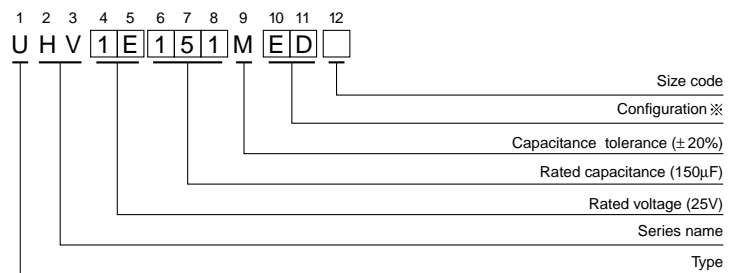 1 2 3 4 5 6 7 8 9 10 11 12
U H V 1 E 1 5 1 M E D
Size code
Configuration ※
Capacitance tolerance (±20%)
Rated capacitance (150μF)
Rated voltage (25V)
Series name
Type